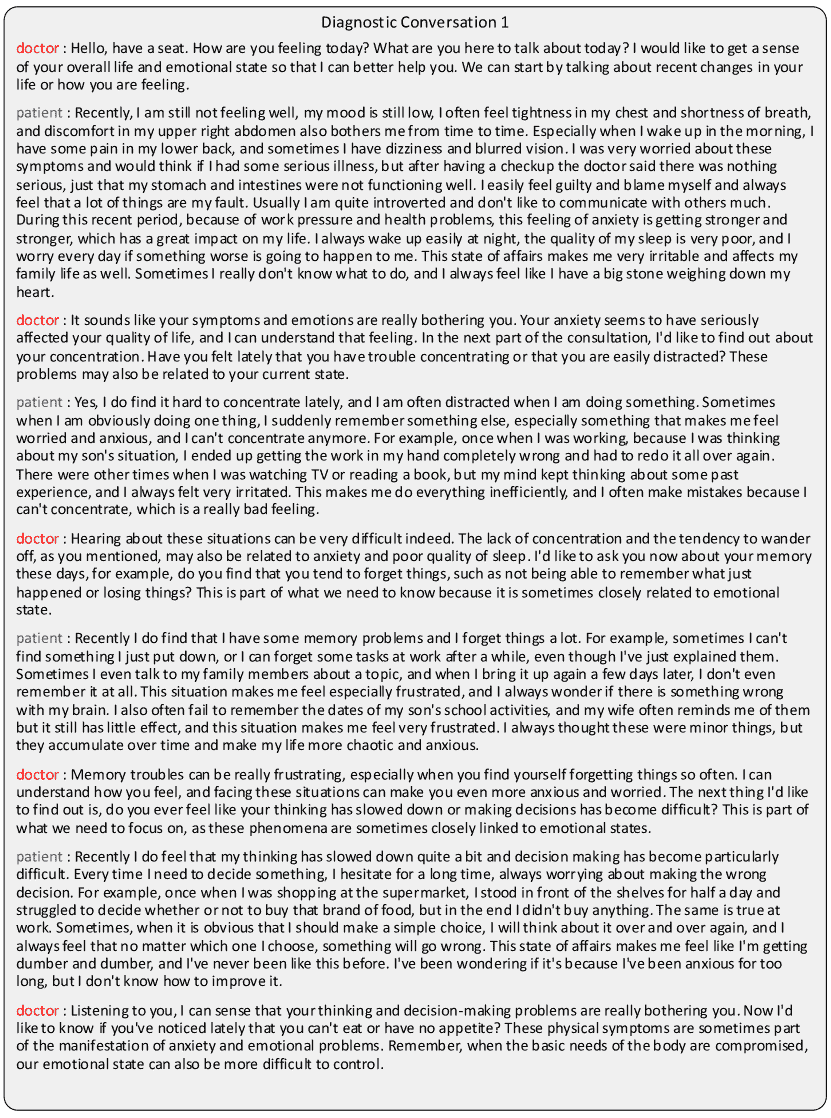 Diagnostic Conversation 1
doctor : Hello, have a seat. How are you feeling today? What are you here to talk about today? I would like to get a sense
of your overall life and emotional state so that I can better help you. We can start by talking about recent changes in your
life or how you are feeling.
patient : Recently, I am still not feeling well, my mood is still low, I often feel tightness in my chest and shortness of breath,
and discomfort in my upper right abdomen also bothers me from time to time. Especially when I wake up in the morning, I
have some pain in my lower back, and sometimes I have dizziness and blurred vision. I was very worried about these
symptoms and would think if I had some serious illness, but after having a checkup the doctor said there was nothing
serious, just that my stomach and intestines were not functioning well. I easily feel guilty and blame myself and always
feel that a lot of things are my fault. Usually I am quite introverted and don't like to communicate with others much.
During this recent period, because of work pressure and health problems, this feeling of anxiety is getting stronger and
stronger, which has a great impact on my life. I always wake up easily at night, the quality of my sleep is very poor, and I
worry every day if something worse is going to happen to me. This state of affairs makes me very irritable and affects my
family life as well. Sometimes I really don't know what to do, and I always feel like I have a big stone weighing down my
heart.
doctor : It sounds like your symptoms and emotions are really bothering you. Your anxiety seems to have seriously
affected your quality of life, and I can understand that feeling. In the next part of the consultation, I'd like to find out about
your concentration. Have you felt lately that you have trouble concentrating or that you are easily distracted? These
problems may also be related to your current state.
patient : Yes, I do find it hard to concentrate lately, and I am often distracted when I am doing something. Sometimes
when I am obviously doing one thing, I suddenly remember something else, especially something that makes me feel
worried and anxious, and I can't concentrate anymore. For example, once when I was working, because I was thinking
about my son's situation, I ended up getting the work in my hand completely wrong and had to redo it all over again.
There were other times when I was watching TV or reading a book, but my mind kept thinking about some past
experience, and I always felt very irritated. This makes me do everything inefficiently, and I often make mistakes because I
can't concentrate, which is a really bad feeling.
doctor : Hearing about these situations can be very difficult indeed. The lack of concentration and the tendency to wander
off, as you mentioned, may also be related to anxiety and poor quality of sleep. I'd like to ask you now about your memory
these days, for example, do you find that you tend to forget things, such as not being able to remember what just
happened or losing things? This is part of what we need to know because it is sometimes closely related to emotional
state.
patient : Recently I do find that I have some memory problems and I forget things a lot. For example, sometimes I can't
find something I just put down, or I can forget some tasks at work after a while, even though I've just explained them.
Sometimes I even talk to my family members about a topic, and when I bring it up again a few days later, I don't even
remember it at all. This situation makes me feel especially frustrated, and I always wonder if there is something wrong
with my brain. I also often fail to remember the dates of my son's school activities, and my wife often reminds me of them
but it still has little effect, and this situation makes me feel very frustrated. I always thought these were minor things, but
they accumulate over time and make my life more chaotic and anxious.
doctor : Memory troubles can be really frustrating, especially when you find yourself forgetting things so often. I can
understand how you feel, and facing these situations can make you even more anxious and worried. The next thing I'd like
to find out is, do you ever feel like your thinking has slowed down or making decisions has become difficult? This is part of
what we need to focus on, as these phenomena are sometimes closely linked to emotional states.
patient : Recently I do feel that my thinking has slowed down quite a bit and decision making has become particularly
difficult. Every time I need to decide something, I hesitate for a long time, always worrying about making the wrong
decision. For example, once when I was shopping at the supermarket, I stood in front of the shelves for half a day and
struggled to decide whether or not to buy that brand of food, but in the end I didn't buy anything. The same is true at
work. Sometimes, when it is obvious that I should make a simple choice, I will think about it over and over again, and I
always feel that no matter which one I choose, something will go wrong. This state of affairs makes me feel like I'm getting
dumber and dumber, and I've never been like this before. I've been wondering if it's because I've been anxious for too
long, but I don't know how to improve it.
doctor : Listening to you, I can sense that your thinking and decision-making problems are really bothering you. Now I'd
like to know if you've noticed lately that you can't eat or have no appetite? These physical symptoms are sometimes part
of the manifestation of anxiety and emotional problems. Remember, when the basic needs of the body are compromised,
our emotional state can also be more difficult to control.